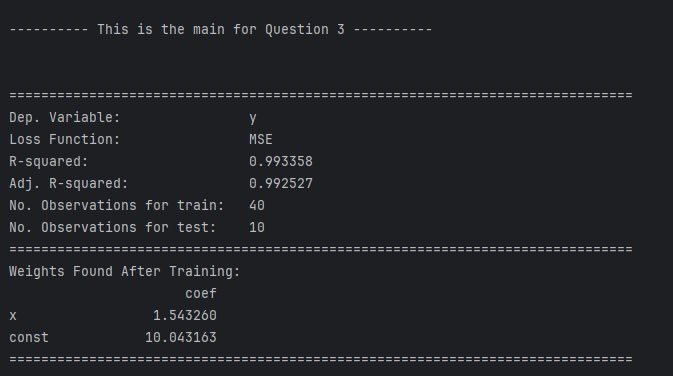 ---------- This is the main for Question 3 ----------
==============================================================================
Dep. Variable:                y
Loss Function:                MSE
R-squared:                    0.993358
Adj. R-squared:               0.992527
No. Observations for train:   40
No. Observations for test:    10
==============================================================================
Weights Found After Training:
                      coef
x                 1.543260
const            10.043163
==============================================================================